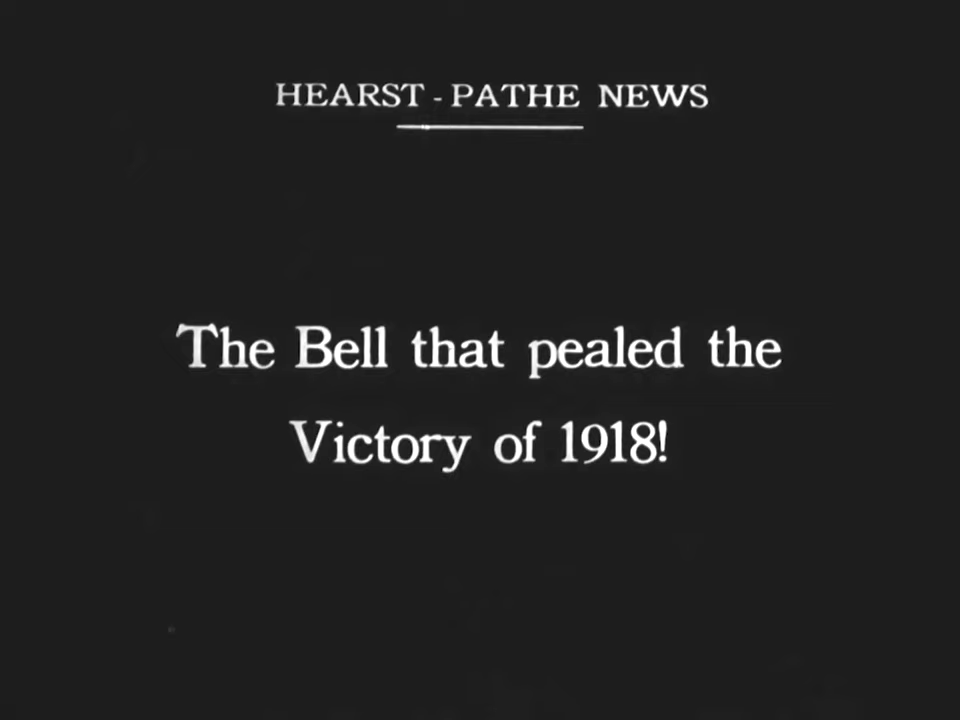 HEARST - PATHE NEWS
The Bell that pealed the
Victory of 1918!